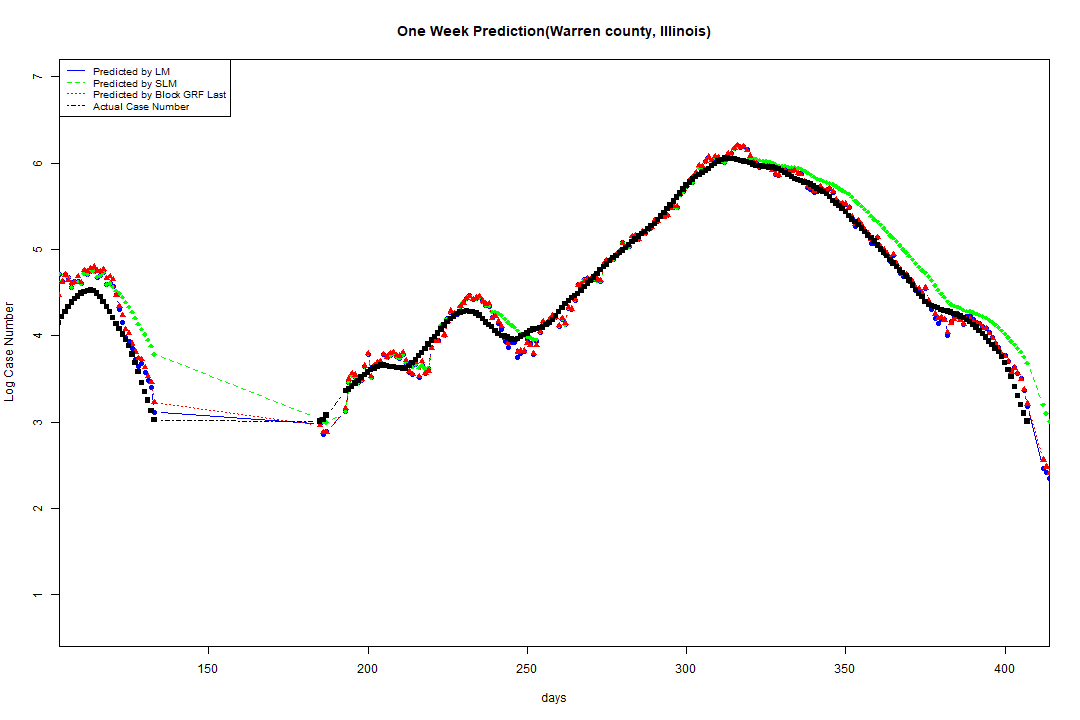 One Week Prediction(Warren county, Illinois)
Predicted by LM
Predicted by SLM
Predicted by Block GRF Last
Actual Case Number
7
6
5
4
3
2
1
Log Case Number
150
200
250
300
350
400
days